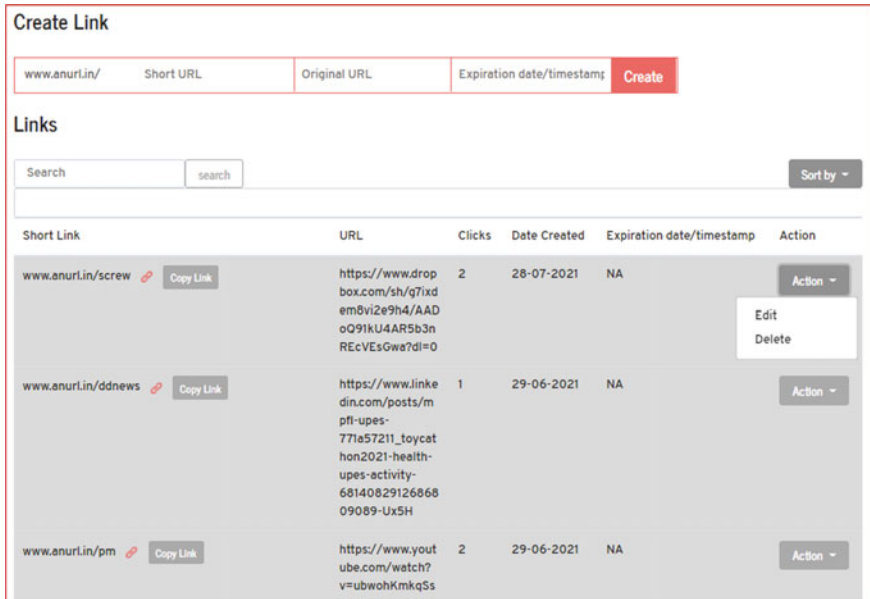 Create Link
www.anurl.in/ Short URL Original URL Expiration date/timestamp Create
Links
Search search Sort by
Short Link URL Clicks Date Created Expiration date/timestamp Action
www.anurl.in/screw Copy Link https://www.drop 2 28-07-2021 NA Action
box.com/sh/q7ixd
em8vi2e9h4/AAD
oQ91kU4AR5b3n
REcVEsGwa?dl=0
Edit
Delete
www.anurl.in/ddnews Copy Link https://www.linke 1 29-06-2021 NA Action
din.com/posts/m
pfl-upes-
771a57211_toycat
hon2021-health-
upes-activity-
68140829126868
09089-Ux5H
www.anurl.in/pm Copy Link https://www.yout 2 29-06-2021 NA Action
ube.com/watch?
v=ubwohKmkqSs